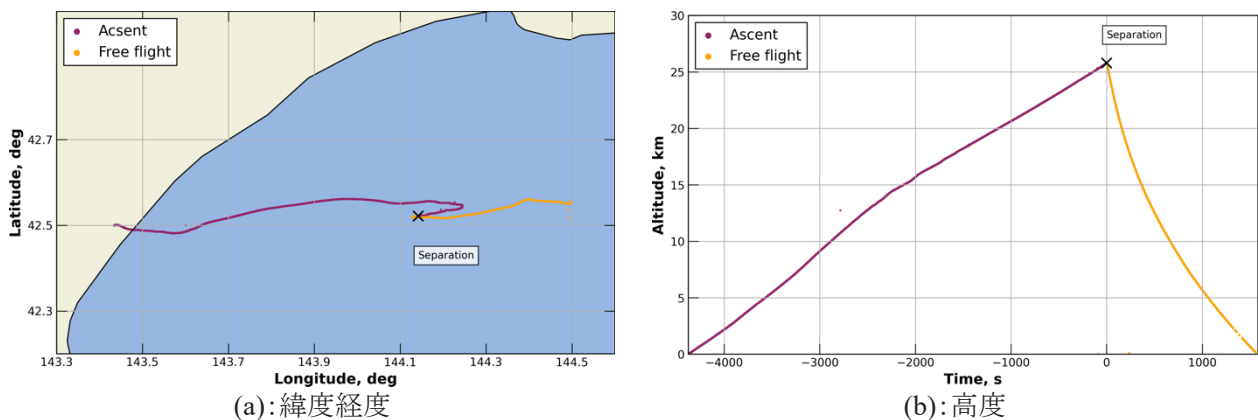 Acsent
Free flight
42.7
42.5
42.3
Latitude, deg
Separation
143.3 143.5 143.7 143.9 144.1 144.3 144.5
Longitude, deg
(a):緯度経度
Acsent
Free flight
Separation
30
25
20
15
10
5
0
Altitude, km
−4000 −3000 −2000 −1000 0 1000
Time, s
(b):高度